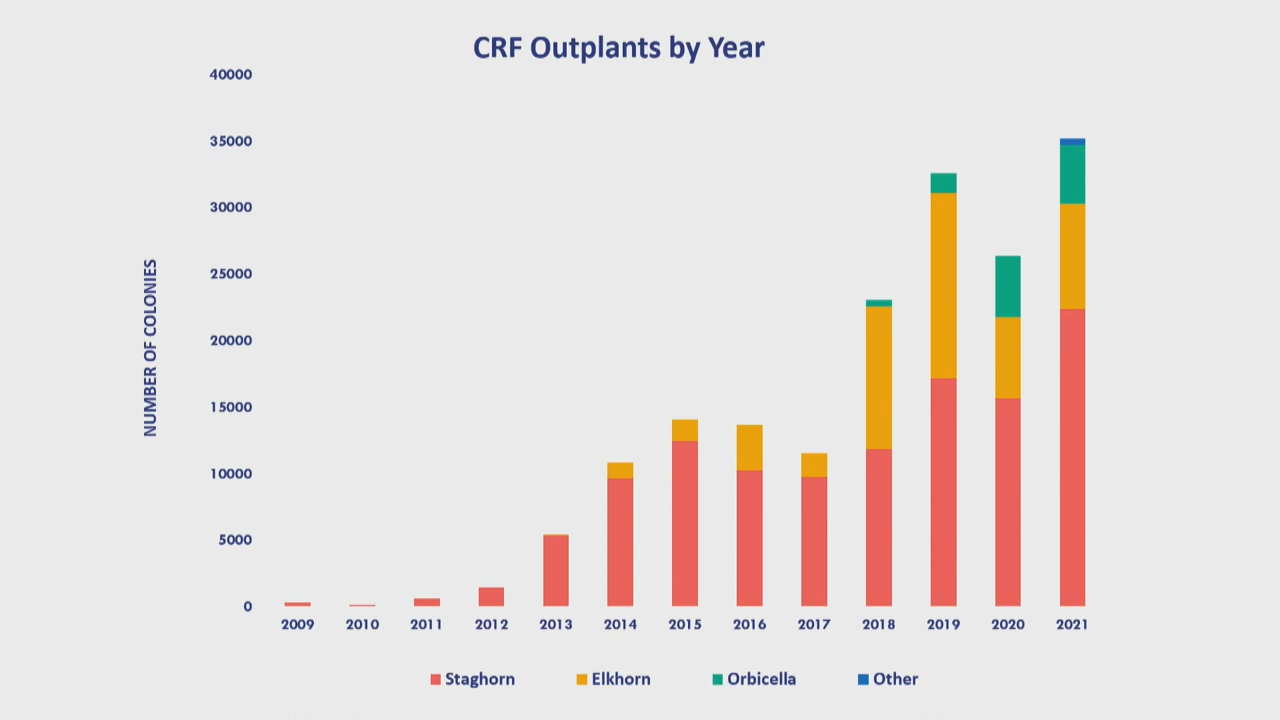 CRF Outplants by Year
40000
35000
30000
25000
20000
15000
10000
5000
0
NUMBER OF COLONIES
2009 2010 2011 2012 2013 2014 2015 2016 2017 2018 2019 2020 2021
Staghorn Elkhorn Orbicella Other